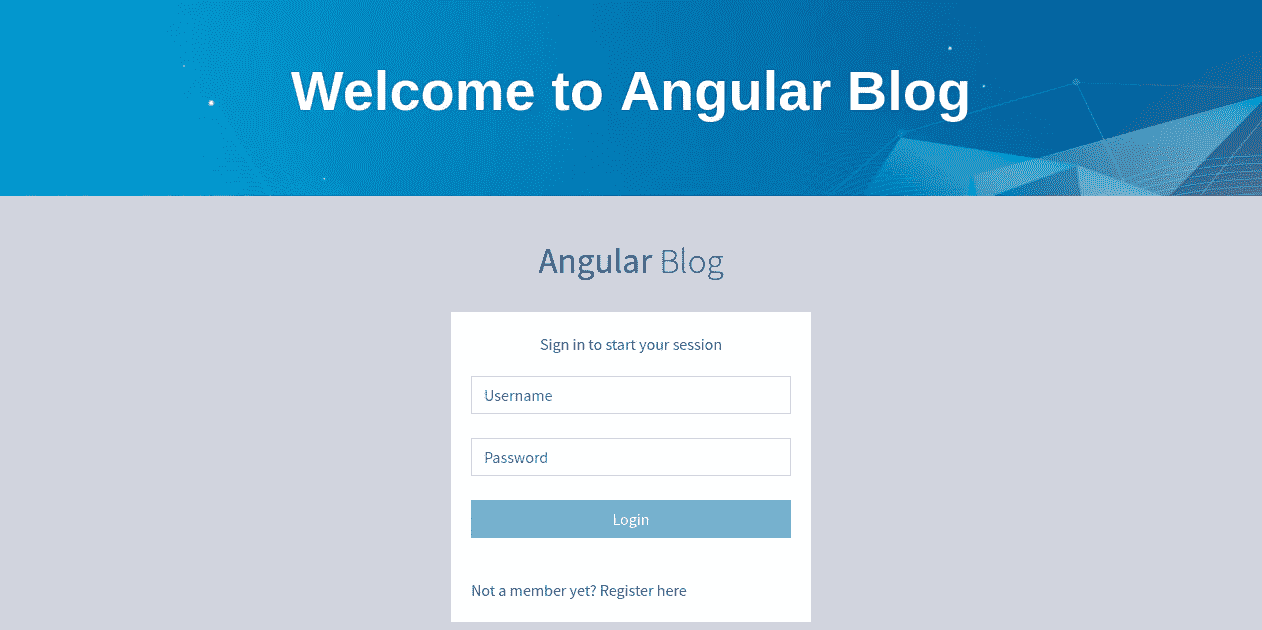 Welcome to Angular Blog
Angular Blog
Sign in to start your session
Username
Password
Login
Not a member yet? Register here